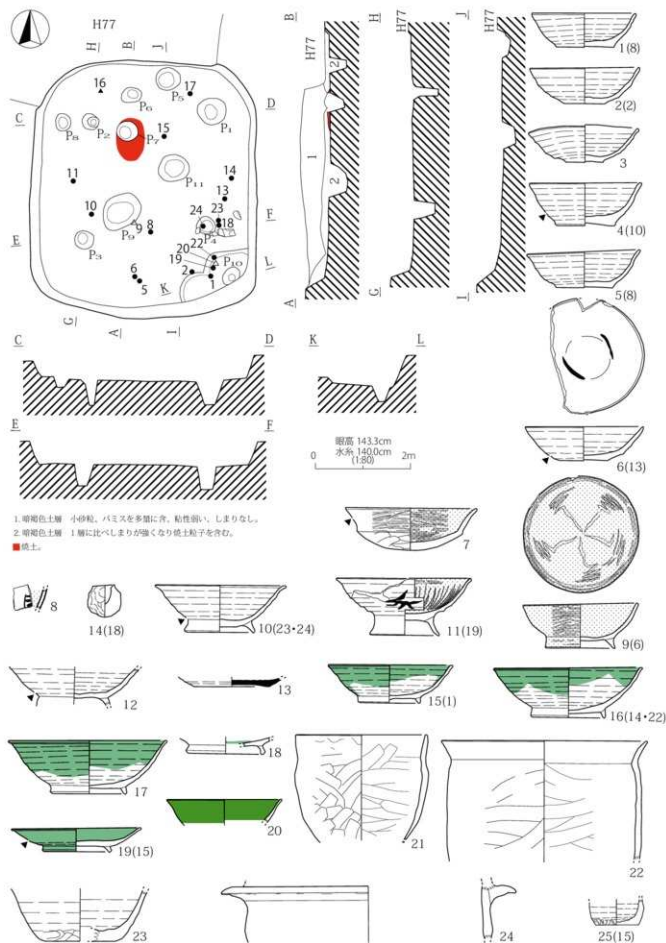 H77
H
B
J
16
17
P5
P6
P1
C
D
P8
P2
P7
15
P11
11
14
13
10
24
23
F
P9
9
8
18
P4
E
P3
22
20
19
P10
L
2
1
6
5
K
G
A
I
B
H77
2
1
2
A
H
H77
G
J
H77
I
1(8)
2(2)
3
4(10)
5(8)
C
D
K
L
E
F
眼高 143.3cm
水糸 140.0cm
(1:80)
0
2m
6(13)
1. 暗褐色土層 小砂粒、パミスを多量に含、粘性弱い、しまりなし。
2. 暗褐色土層 1層に比べしまりが強くなり焼土粒子を含む。
焼土。
7
8
14(18)
10(23・24)
11(19)
9(6)
12
13
15(1)
16(14・22)
17
18
20
21
22
19(15)
23
24
25(15)